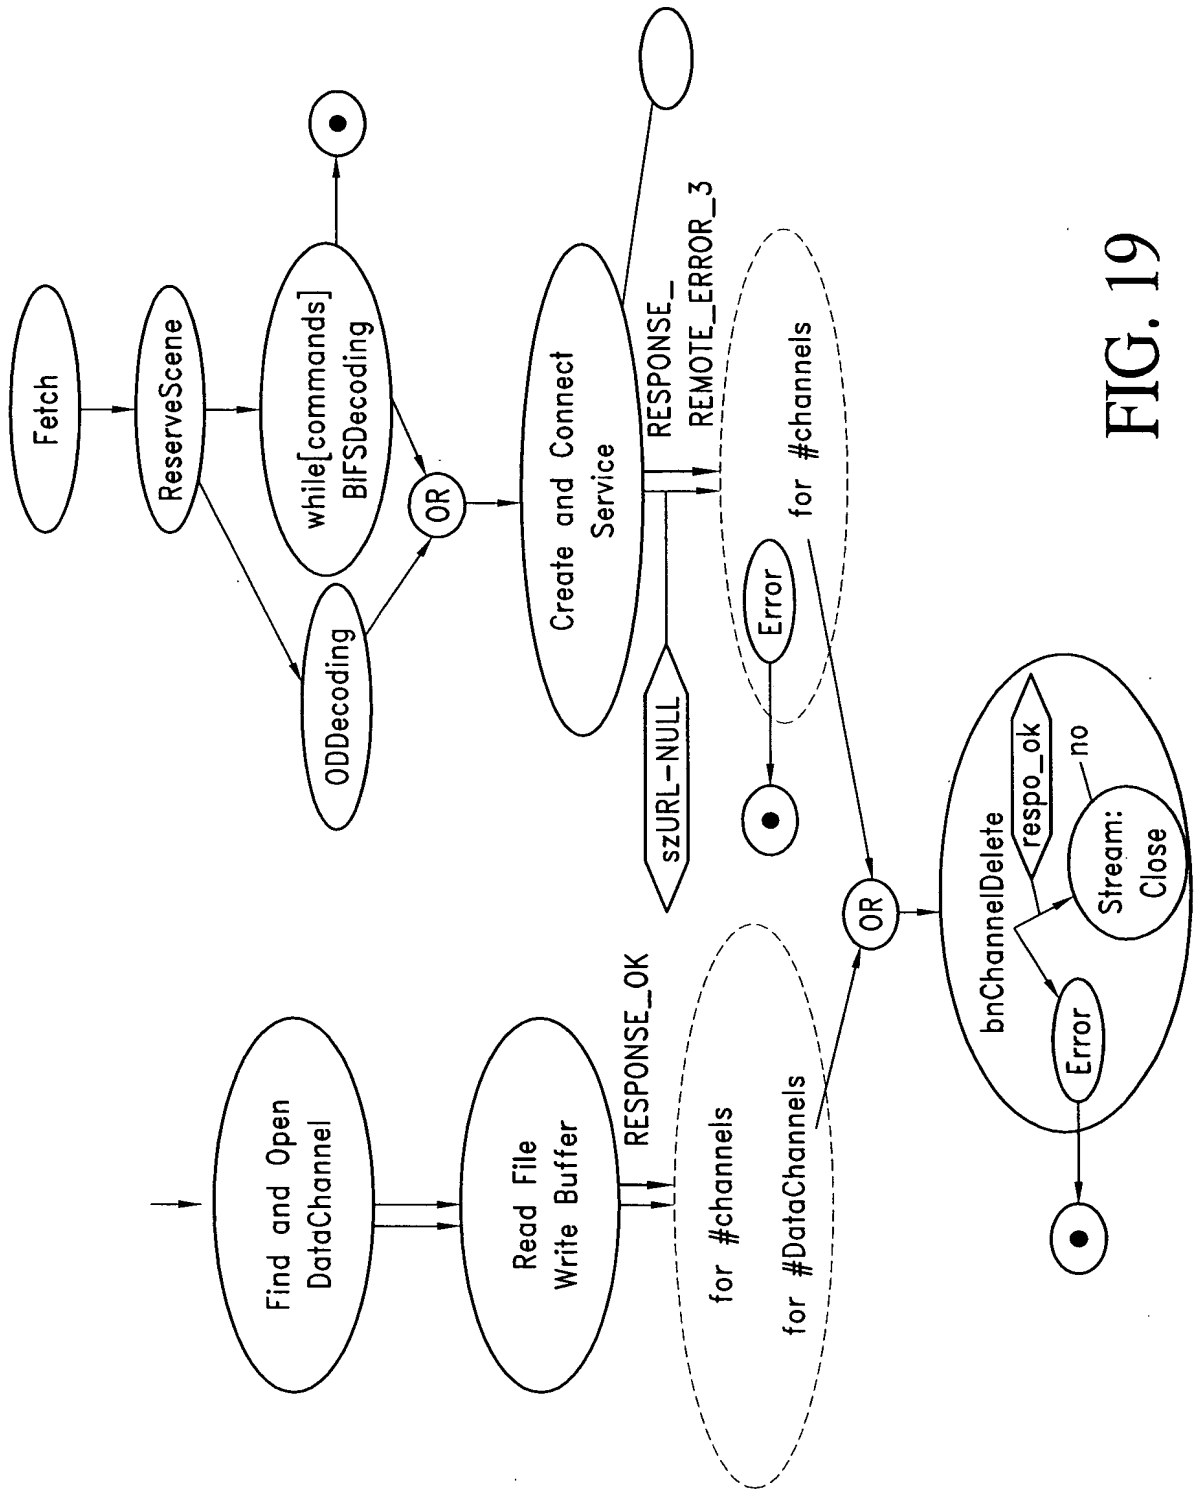 Fetch
ReserveScene
while[commands]
BIFSDecoding
ODDecoding
OR
Create and Connect
Service
RESPONSE_
REMOTE_ERROR_3
szURL-NULL
Error
for #channels
Find and Open
DataChannel
Read File
Write Buffer
RESPONSE_OK
for #channels
for #DataChannels
OR
bnChannelDelete
respo_ok
no
Error
Stream:
Close
FIG. 19